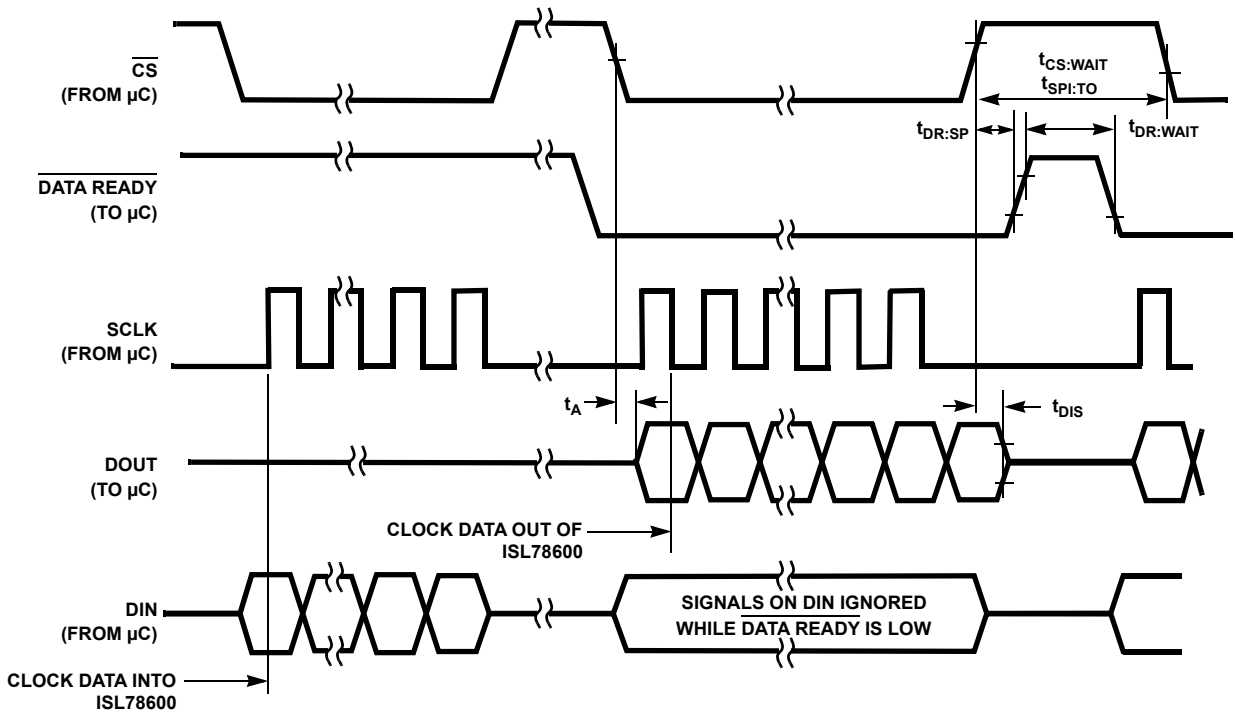 CS
(FROM µC)
tCS:WAIT
tSPI:TO
tDR:SP
tDR:WAIT
DATA READY
(TO µC)
SCLK
(FROM µC)
tA
tDIS
DOUT
(TO µC)
CLOCK DATA OUT OF
ISL78600
DIN
(FROM µC)
SIGNALS ON DIN IGNORED
WHILE DATA READY IS LOW
CLOCK DATA INTO
ISL78600